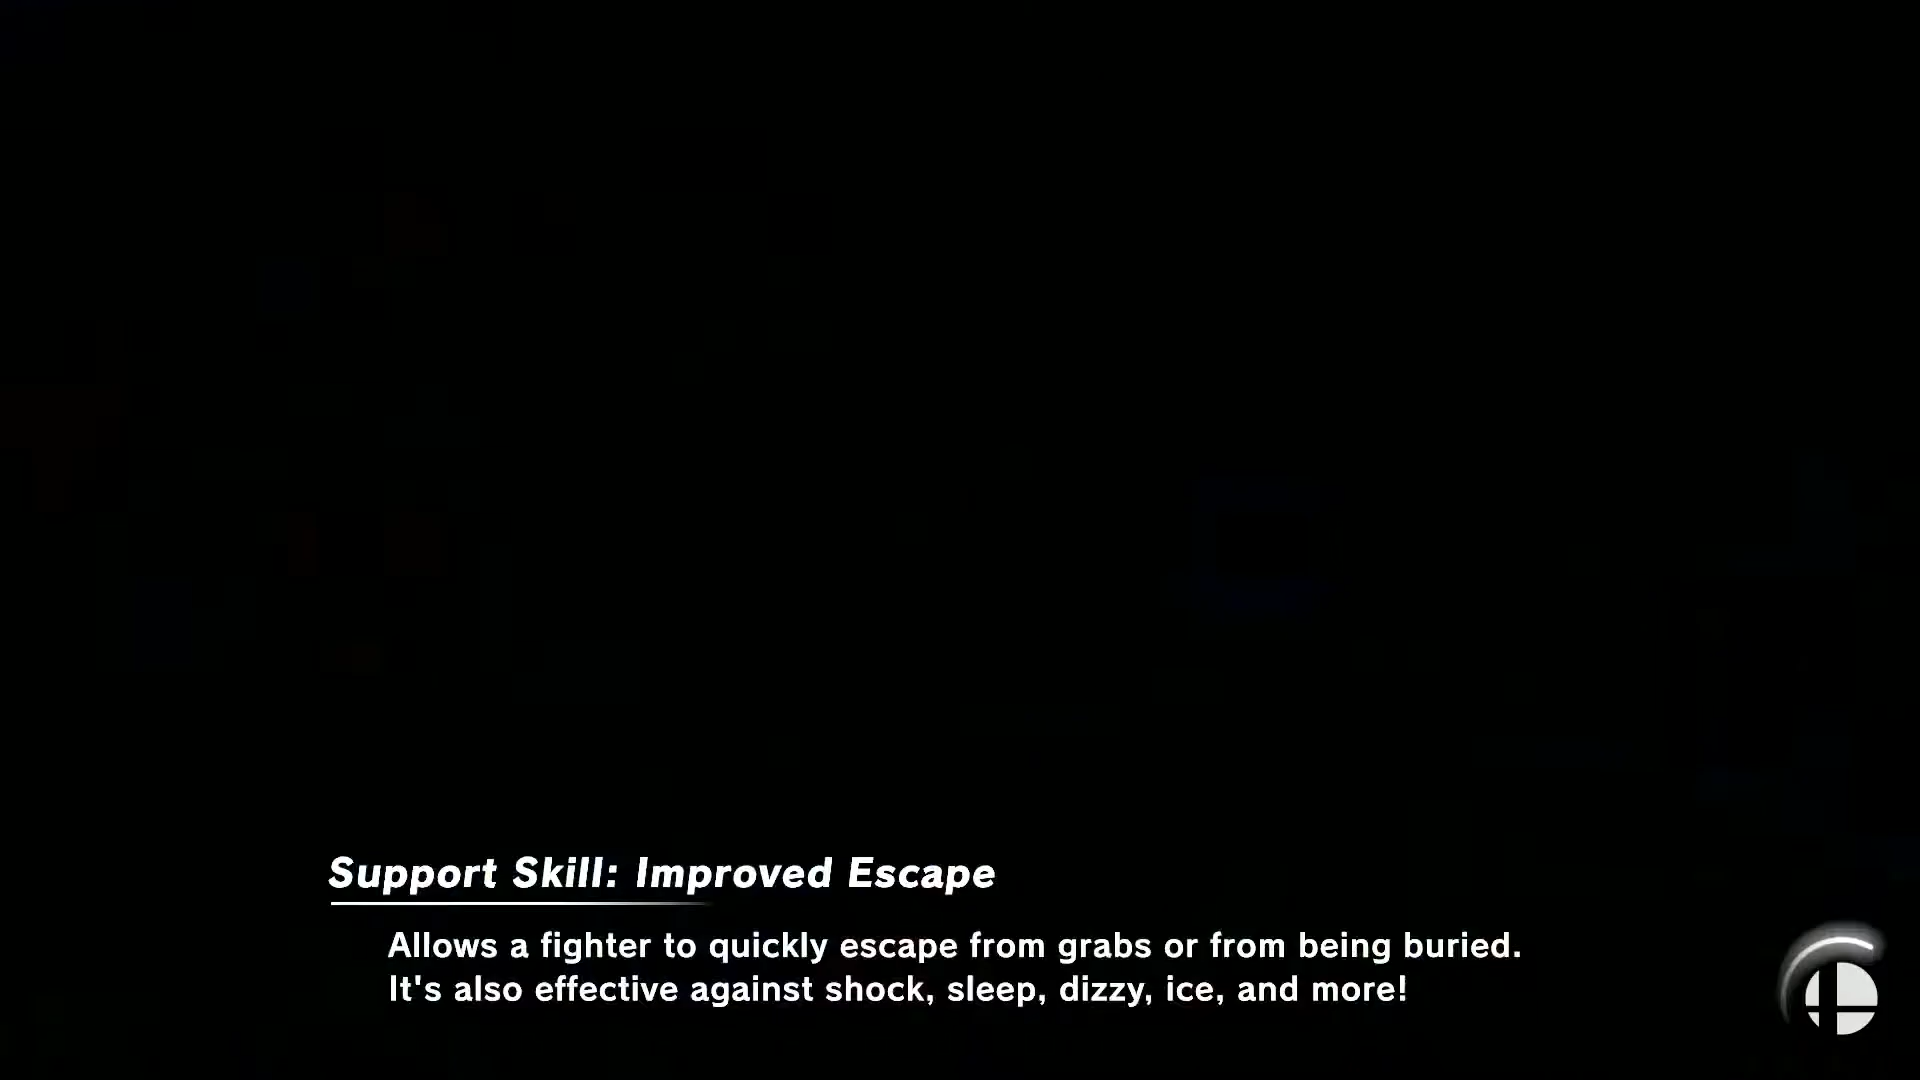 Support Skill: Improved Escape
Allows a fighter to quickly escape from grabs or from being buried.
It's also effective against shock, sleep, dizzy, ice, and more!